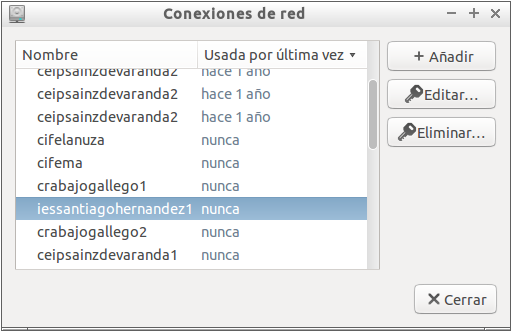 Conexiones de red
Nombre Usada por última vez
ceipsainzdevaranda2 hace 1 año
ceipsainzdevaranda2 hace 1 año
ceipsainzdevaranda2 hace 1 año
cifelanuza nunca
cifema nunca
crabajogallego1 nunca
iessantiagohernandez1 nunca
crabajogallego2 nunca
ceipsainzdevaranda1 nunca
Añadir
Editar...
Eliminar...
Cerrar